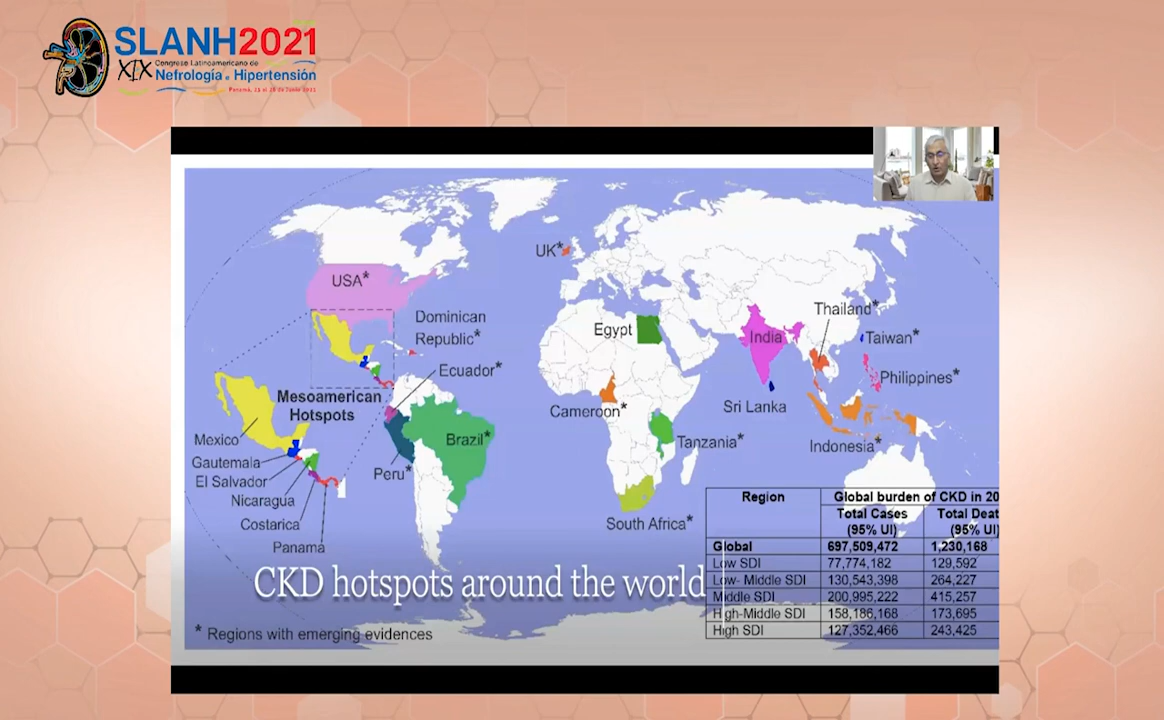 SLANH2021
XIX Congreso Latinoamericano de
Nefrología e Hipertensión
UK*
USA*
Thailand*
Dominican
Republic*
Egypt
India
Taiwan*
Ecuador*
Philippines*
Mesoamerican
Hotspots
Cameroon*
Sri Lanka
Mexico
Brazil*
Tanzania*
Indonesia*
Gautemala
Peru*
El Salvador
Nicaragua
Costarica
South Africa*
Panama
Region Global burden of CKD in 20
Total Cases Total Deat
(95% UI) (95% UI)
Global 697,509,472 1,230,168
Low SDI 77,774,182 129,592
Low- Middle SDI 130,543,398 264,227
Middle SDI 200,995,222 415,257
High-Middle SDI 158,186,168 173,695
High SDI 127,352,466 243,425
CKD hotspots around the world
* Regions with emerging evidences